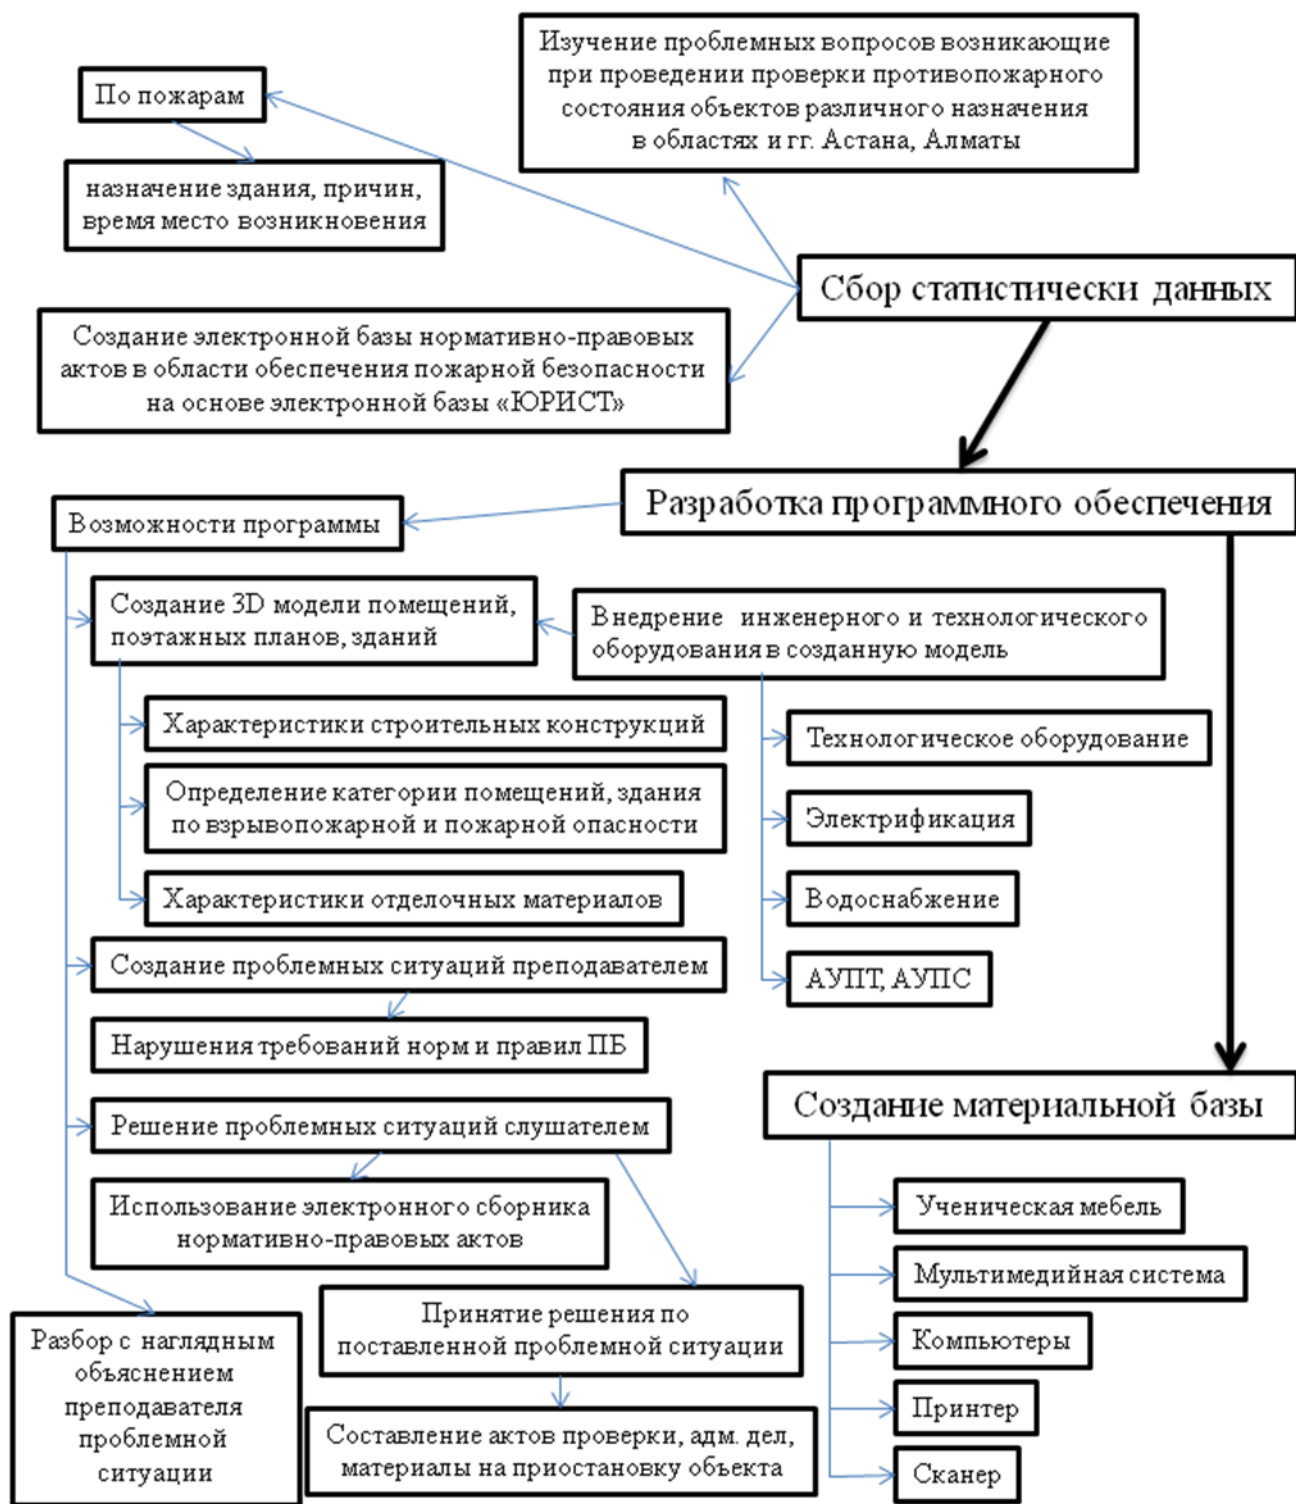 Изучение проблемных вопросов возникающие
при проведении проверки противопожарного
состояния объектов различного назначения
в областях и гг. Астана, Алматы
По пожарам
назначение здания, причин,
время место возникновения
Сбор статистически данных
Создание электронной базы нормативно-правовых
актов в области обеспечения пожарной безопасности
на основе электронной базы «ЮРИСТ»
Разработка программного обеспечения
Возможности программы
Создание 3D модели помещений,
поэтажных планов, зданий
Внедрение инженерного и технологического
оборудования в созданную модель
Характеристики строительных конструкций
Определение категории помещений, здания
по взрывопожарной и пожарной опасности
Характеристики отделочных материалов
Технологическое оборудование
Электрификация
Водоснабжение
АУПТ, АУПС
Создание проблемных ситуаций преподавателем
Нарушения требований норм и правил ПБ
Решение проблемных ситуаций слушателем
Использование электронного сборника
нормативно-правовых актов
Принятие решения по
поставленной проблемной ситуации
Составление актов проверки, адм. дел,
материалы на приостановку объекта
Разбор с наглядным
объяснением
преподавателя
проблемной
ситуации
Создание материальной базы
Ученическая мебель
Мультимедийная система
Компьютеры
Принтер
Сканер